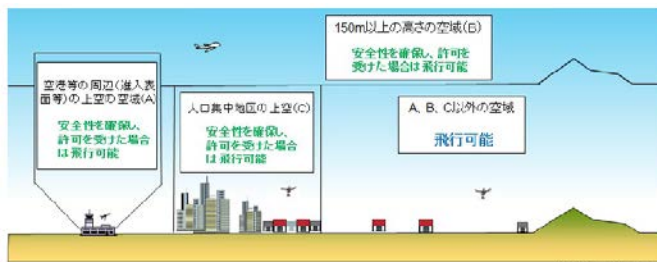 150m以上の高さの空域(B)
安全性を確保し、許可を
受けた場合は飛行可能
空港等の周辺(進入表
面等)の上空の空域(A)
安全性を確保し、
許可を受けた場合
は飛行可能
人口集中地区の上空(C)
安全性を確保し、
許可を受けた場合
は飛行可能
A、B、C以外の空域
飛行可能